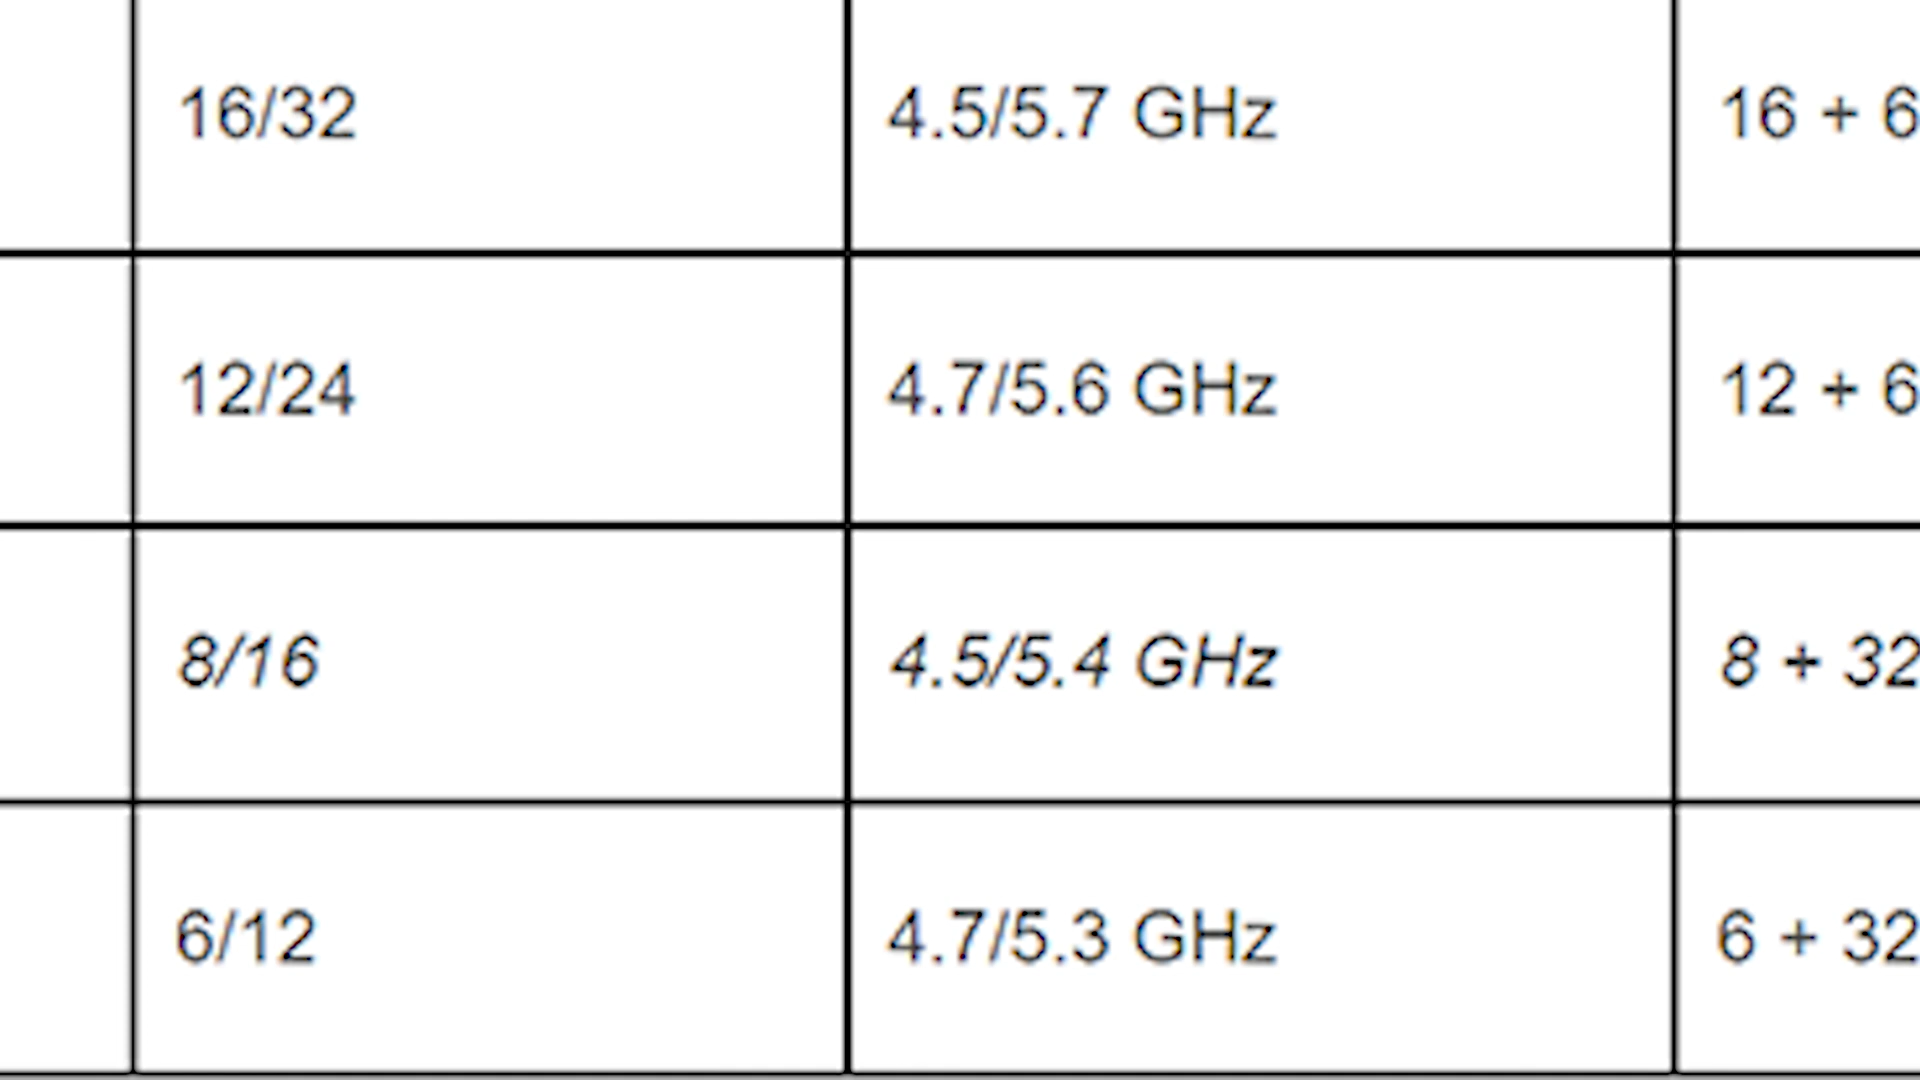 16/32 4.5/5.7 GHz 16 + 6
12/24 4.7/5.6 GHz 12 + 6
8/16 4.5/5.4 GHz 8 + 32
6/12 4.7/5.3 GHz 6 + 32